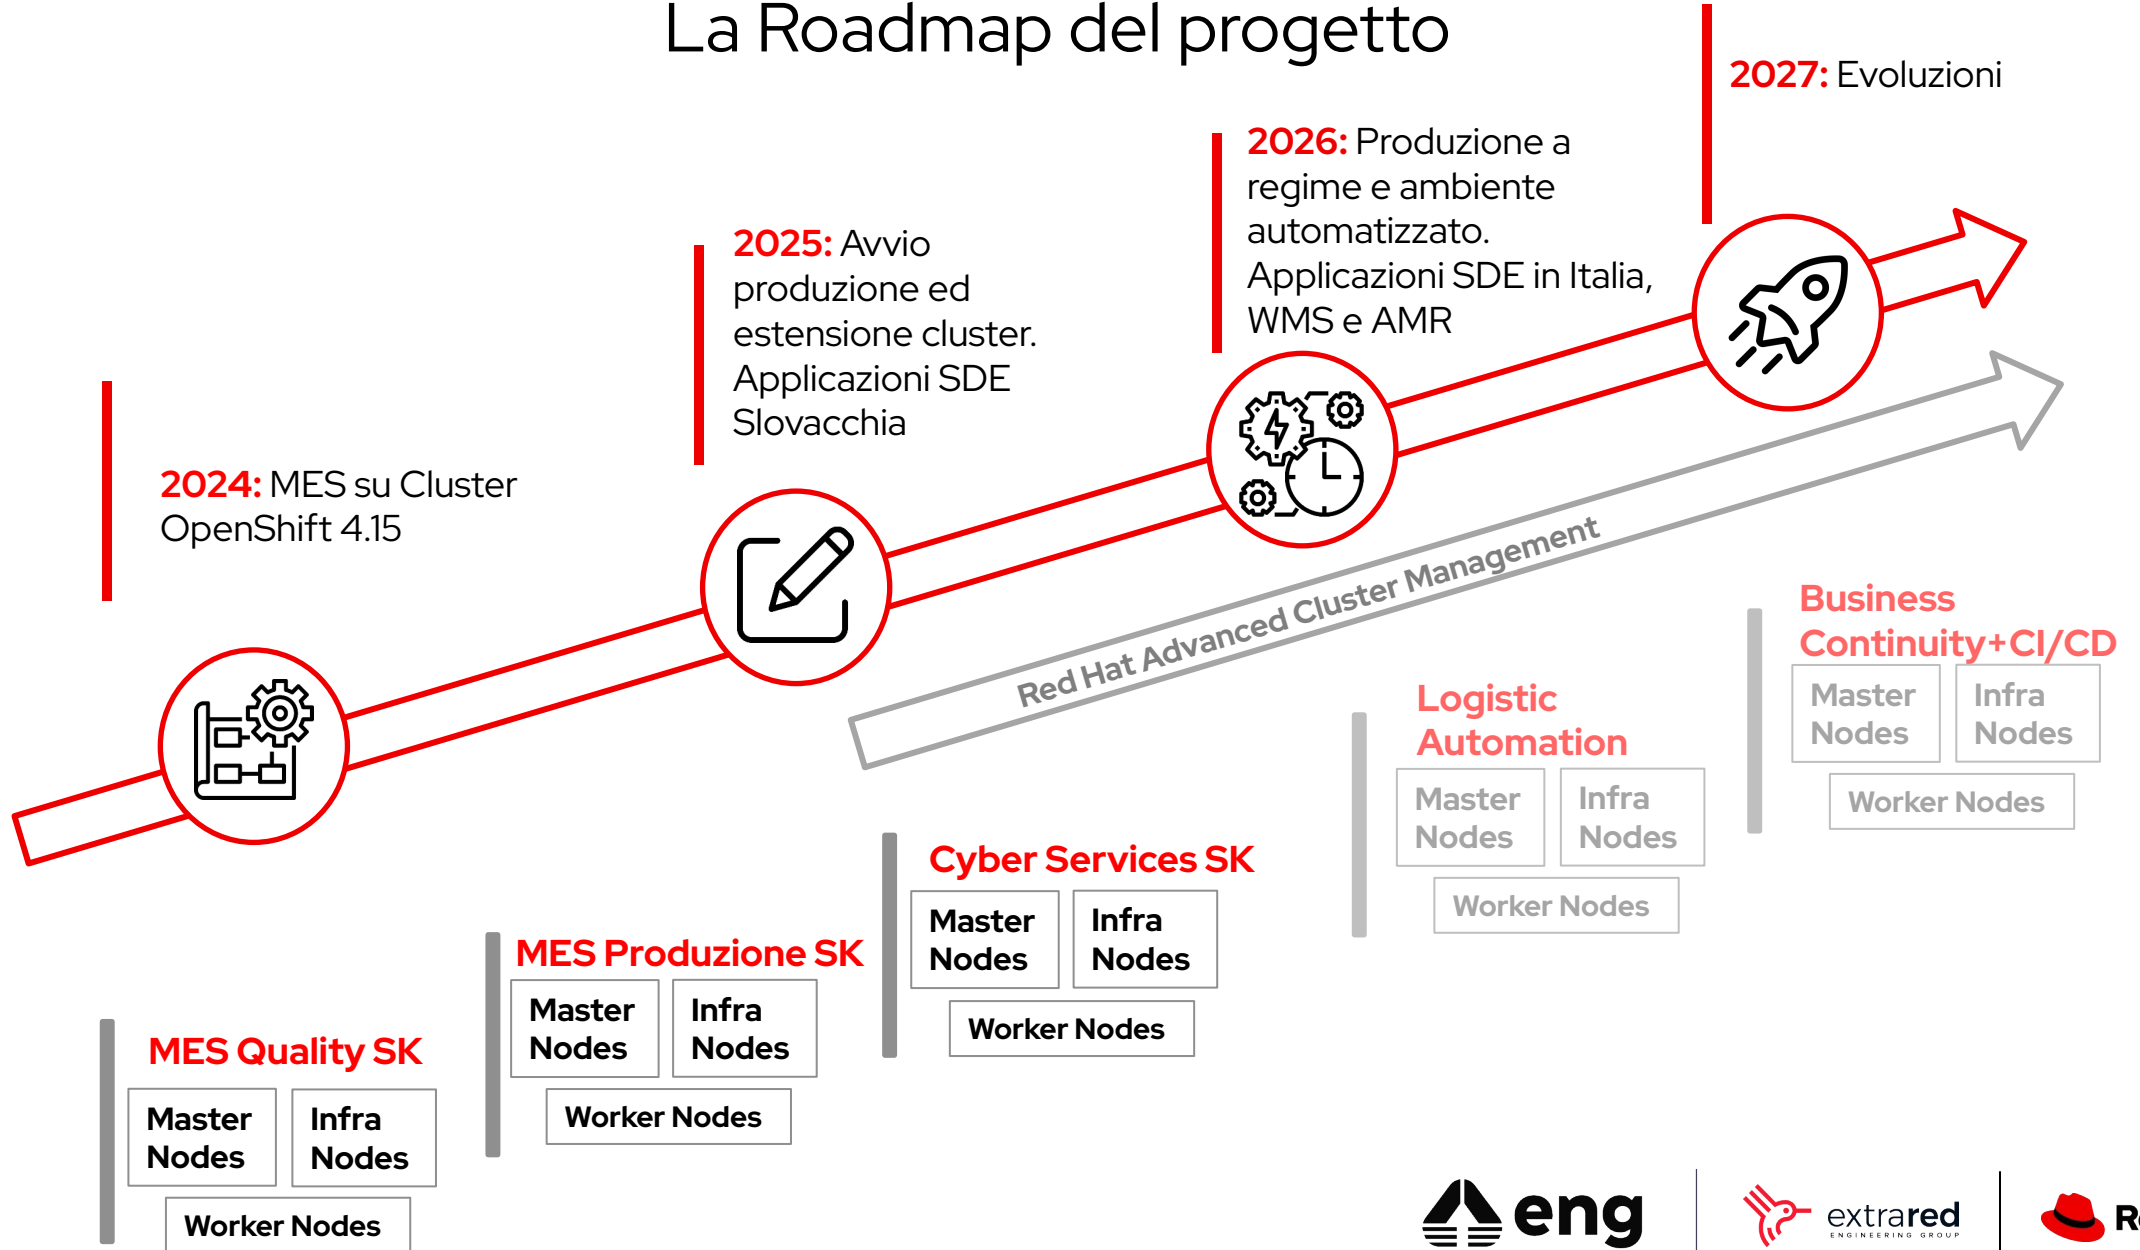 La Roadmap del progetto
2027: Evoluzioni
2026: Produzione a
regime e ambiente
automatizzato.
Applicazioni SDE in Italia,
WMS e AMR
2025: Avvio
produzione ed
estensione cluster.
Applicazioni SDE
Slovacchia
2024: MES su Cluster
OpenShift 4.15
Red Hat Advanced Cluster Management
Business
Continuity+CI/CD
Master
Nodes
Infra
Nodes
Worker Nodes
Logistic
Automation
Master
Nodes
Infra
Nodes
Worker Nodes
Cyber Services SK
Master
Nodes
Infra
Nodes
Worker Nodes
MES Produzione SK
Master
Nodes
Infra
Nodes
Worker Nodes
MES Quality SK
Master
Nodes
Infra
Nodes
Worker Nodes
eng
extrared
ENGINEERING GROUP